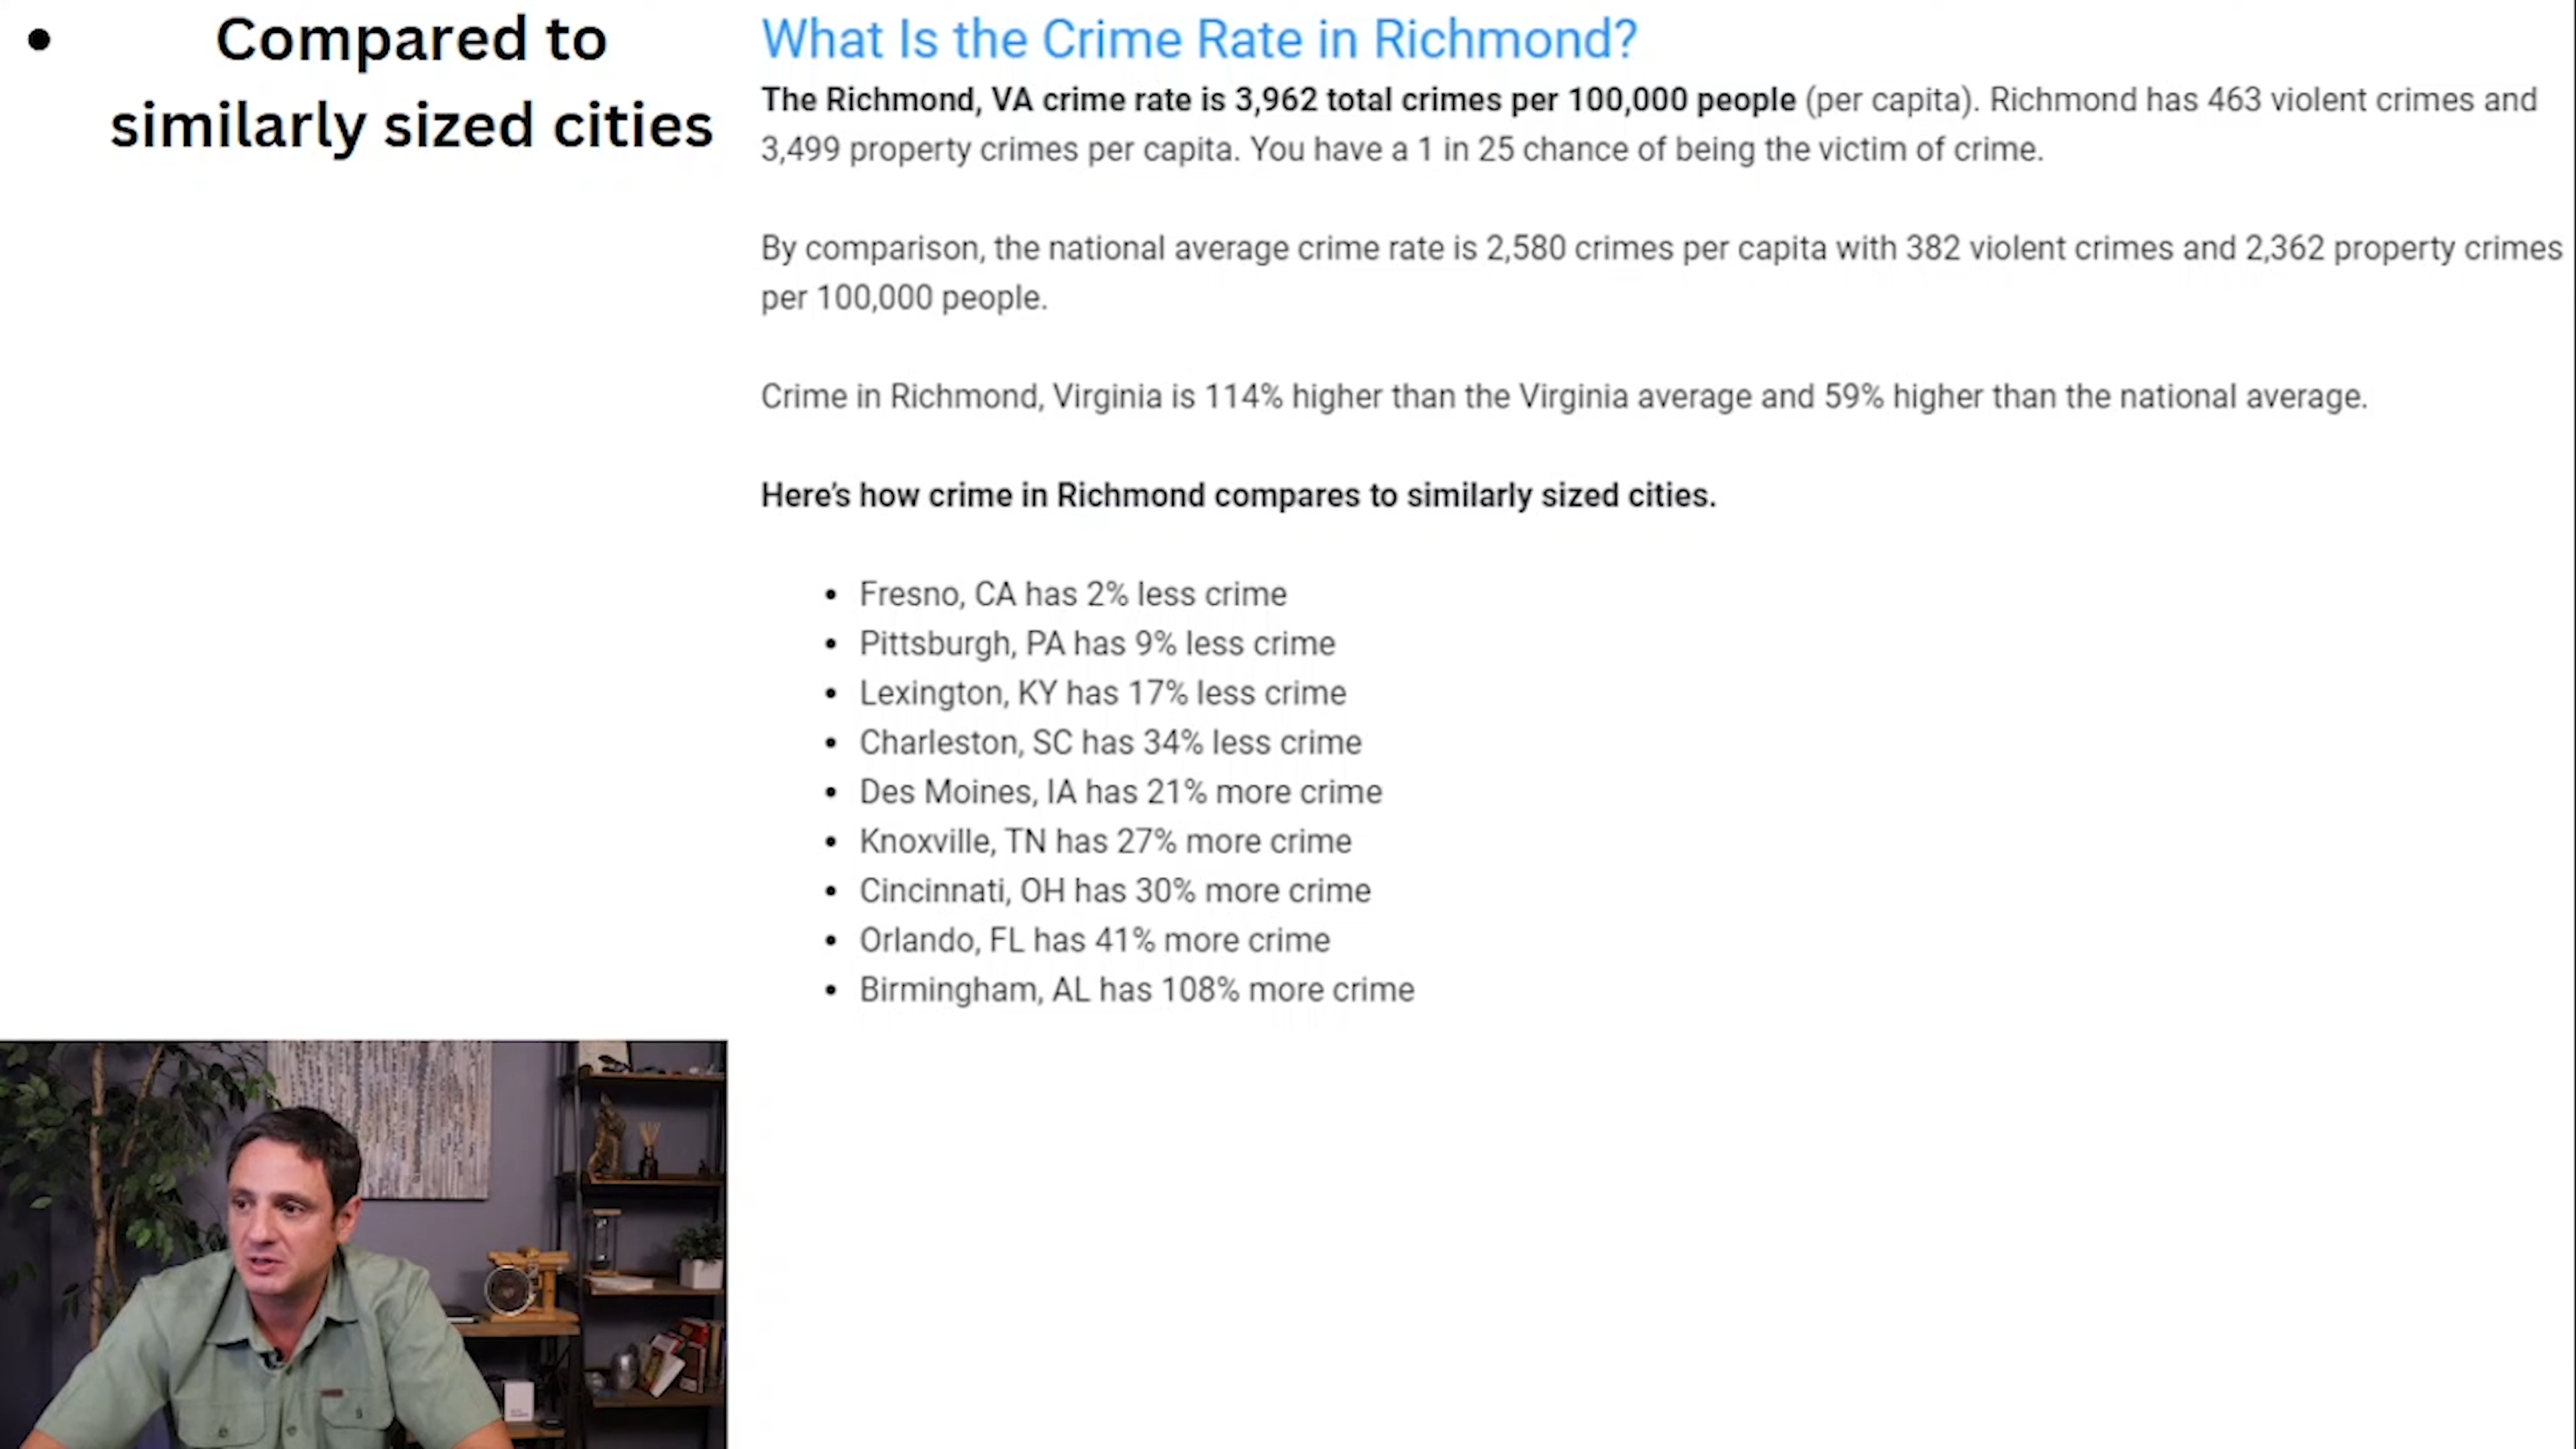 • Compared to
similarly sized cities
What Is the Crime Rate in Richmond?
The Richmond, VA crime rate is 3,962 total crimes per 100,000 people (per capita). Richmond has 463 violent crimes and
3,499 property crimes per capita. You have a 1 in 25 chance of being the victim of crime.
By comparison, the national average crime rate is 2,580 crimes per capita with 382 violent crimes and 2,362 property crimes
per 100,000 people.
Crime in Richmond, Virginia is 114% higher than the Virginia average and 59% higher than the national average.
Here's how crime in Richmond compares to similarly sized cities.
• Fresno, CA has 2% less crime
• Pittsburgh, PA has 9% less crime
• Lexington, KY has 17% less crime
• Charleston, SC has 34% less crime
• Des Moines, IA has 21% more crime
• Knoxville, TN has 27% more crime
• Cincinnati, OH has 30% more crime
• Orlando, FL has 41% more crime
• Birmingham, AL has 108% more crime